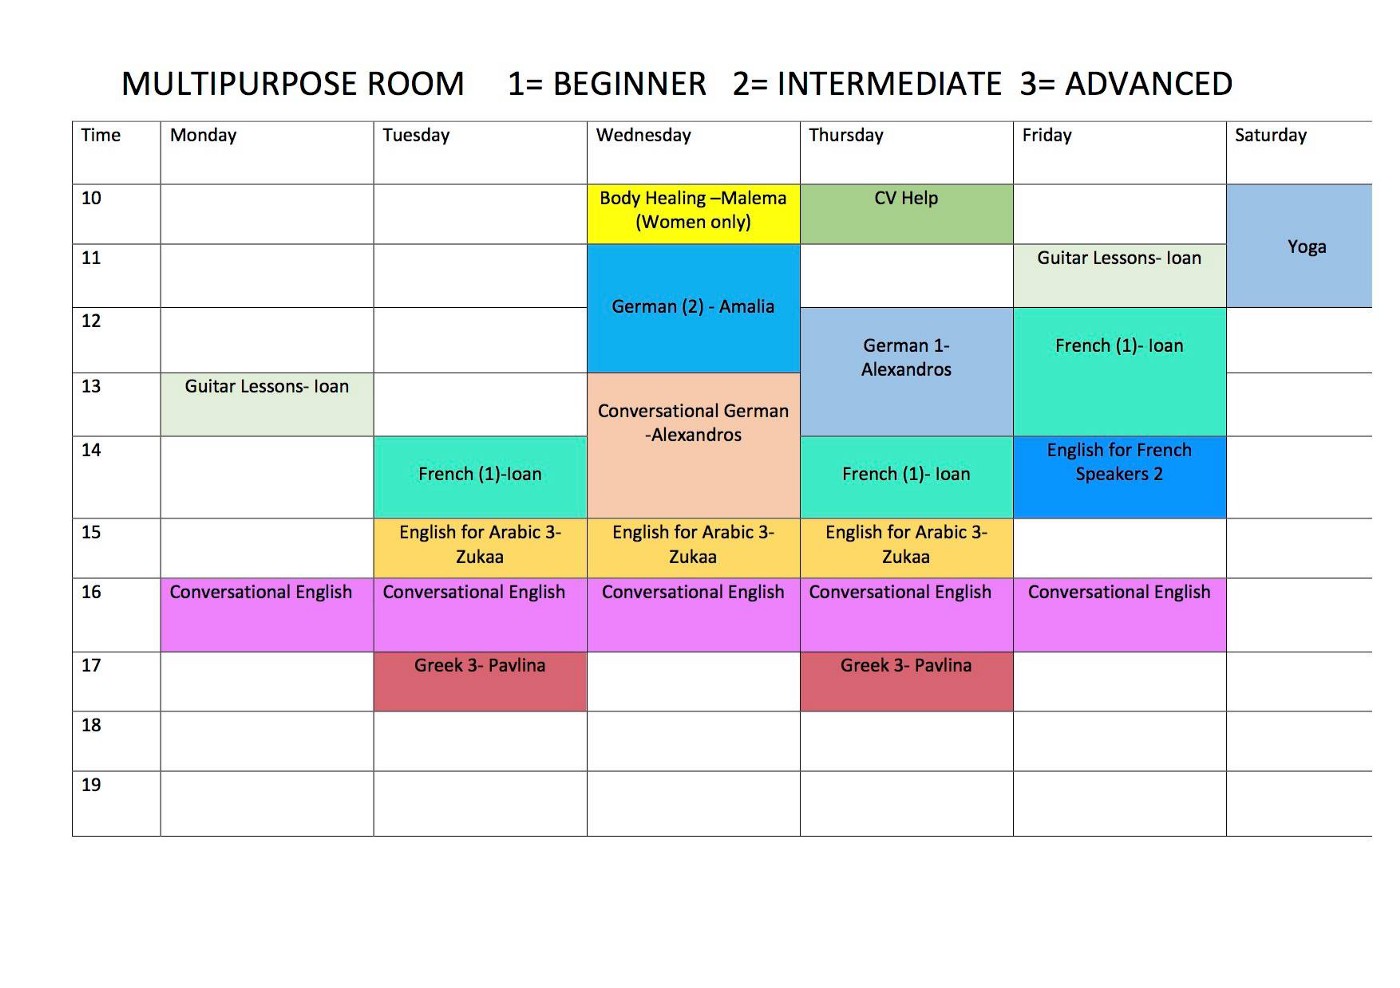 MULTIPURPOSE ROOM 1= BEGINNER 2= INTERMEDIATE 3= ADVANCED
Time Monday Tuesday Wednesday Thursday Friday Saturday
10 Body Healing –Malema CV Help
(Women only)
Yoga
11 Guitar Lessons- Ioan
German (2) - Amalia
12
German 1- French (1)- Ioan
Alexandros
13 Guitar Lessons- Ioan
Conversational German
-Alexandros
14 English for French
French (1)-Ioan French (1)- Ioan Speakers 2
15 English for Arabic 3- English for Arabic 3- English for Arabic 3-
Zukaa Zukaa Zukaa
16 Conversational English Conversational English Conversational English Conversational English Conversational English
17 Greek 3- Pavlina Greek 3- Pavlina
18
19